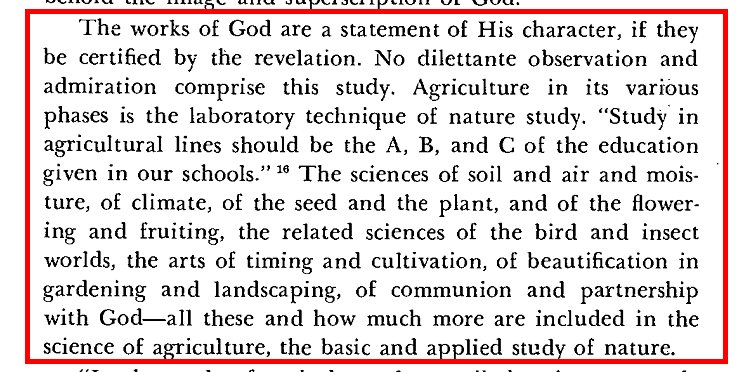 The works of God are a statement of His character, if they
be certified by the revelation. No dilettante observation and
admiration comprise this study. Agriculture in its various
phases is the laboratory technique of nature study. “Study in
agricultural lines should be the A, B, and C of the education
given in our schools.” 16 The sciences of soil and air and mois-
ture, of climate, of the seed and the plant, and of the flower-
ing and fruiting, the related sciences of the bird and insect
worlds, the arts of timing and cultivation, of beautification in
gardening and landscaping, of communion and partnership
with God—all these and how much more are included in the
science of agriculture, the basic and applied study of nature.